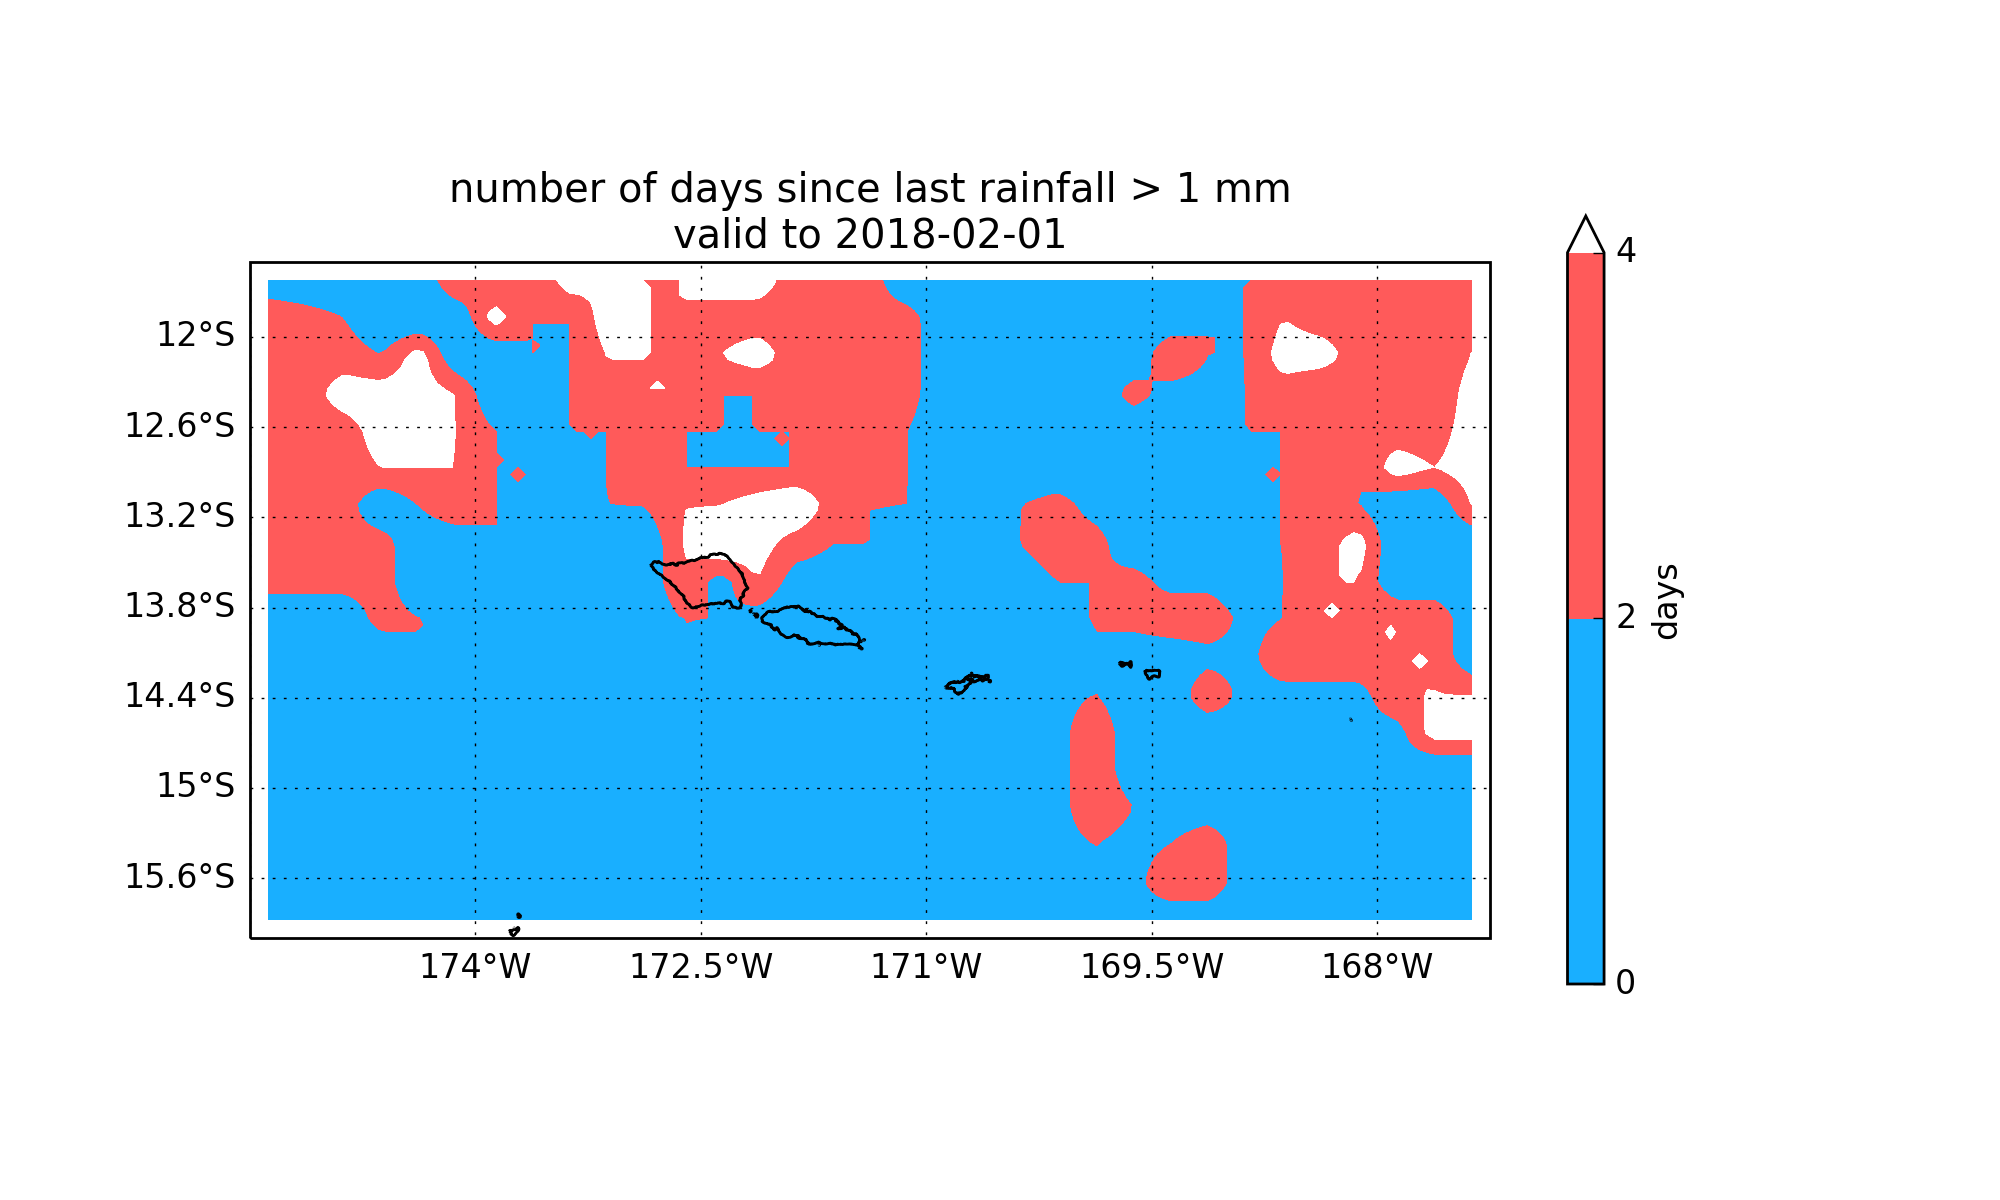 number of days since last rainfall > 1 mm
valid to 2018-02-01
4
12°S
12.6°S
13.2°S
13.8°S
2
days
14.4°S
15°S
15.6°S
0
174°W 172.5°W 171°W 169.5°W 168°W